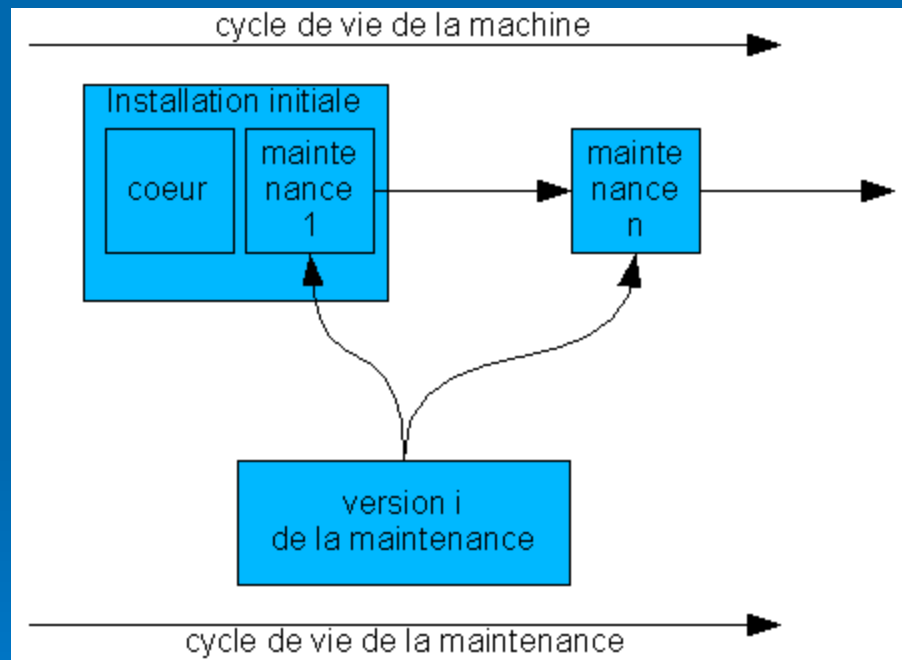 cycle de vie de la machine
Installation initiale
coeur
mainte
nance
1
mainte
nance
n
version i
de la maintenance
cycle de vie de la maintenance